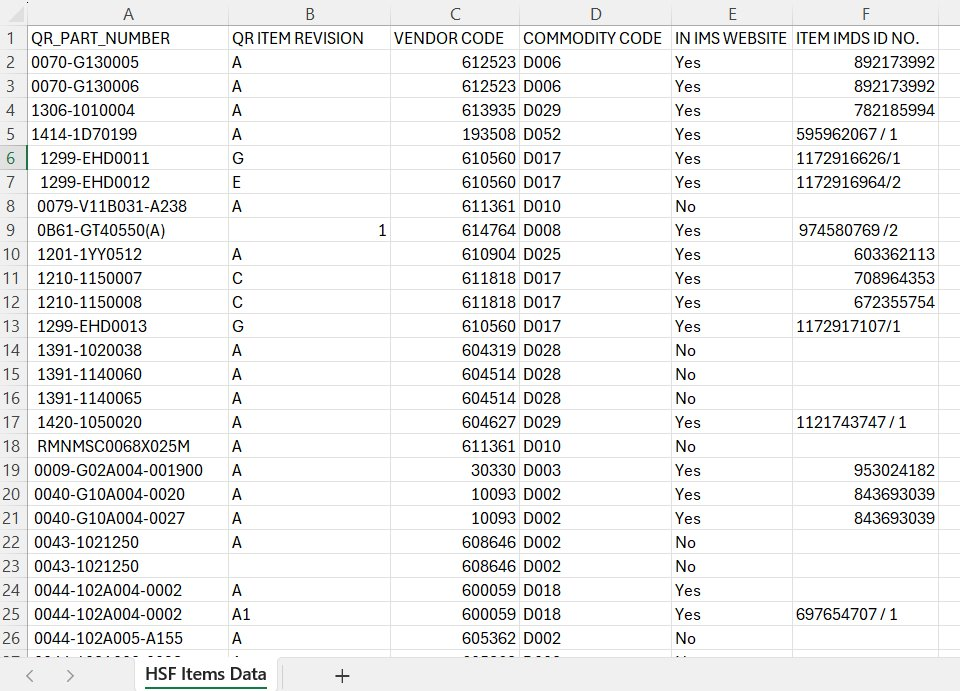 A B C D E F
1 QR_PART_NUMBER QR ITEM REVISION VENDOR CODE COMMODITY CODE IN IMS WEBSITE ITEM IMDS ID NO.
2 0070-G130005 A 612523 D006 Yes 892173992
3 0070-G130006 A 612523 D006 Yes 892173992
4 1306-1010004 A 613935 D029 Yes 782185994
5 1414-1D70199 A 193508 D052 Yes 595962067 / 1
6 1299-EHD0011 G 610560 D017 Yes 1172916626/1
7 1299-EHD0012 E 610560 D017 Yes 1172916964/2
8 0079-V11B031-A238 A 611361 D010 No
9 0B61-GT40550(A) 1 614764 D008 Yes 974580769 /2
10 1201-1YY0512 A 610904 D025 Yes 603362113
11 1210-1150007 C 611818 D017 Yes 708964353
12 1210-1150008 C 611818 D017 Yes 672355754
13 1299-EHD0013 G 610560 D017 Yes 1172917107/1
14 1391-1020038 A 604319 D028 No
15 1391-1140060 A 604514 D028 No
16 1391-1140065 A 604514 D028 No
17 1420-1050020 A 604627 D029 Yes 1121743747 / 1
18 RMNMSC0068X025M A 611361 D010 No
19 0009-G02A004-001900 A 30330 D003 Yes 953024182
20 0040-G10A004-0020 A 10093 D002 Yes 843693039
21 0040-G10A004-0027 A 10093 D002 Yes 843693039
22 0043-1021250 A 608646 D002 No
23 0043-1021250 608646 D002 No
24 0044-102A004-0002 A 600059 D018 Yes
25 0044-102A004-0002 A1 600059 D018 Yes 697654707 / 1
26 0044-102A005-A155 A 605362 D002 No
HSF Items Data